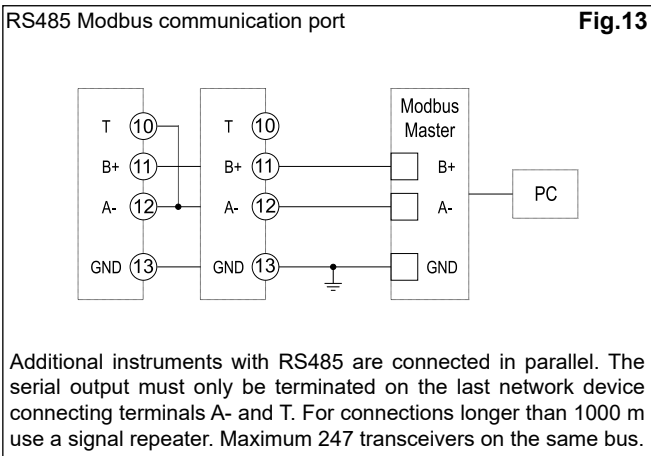 RS485 Modbus communication port Fig.13
Modbus
Master
T 10 T 10
B+ 11 B+ 11 B+
A- 12 A- 12 A- PC
GND 13 GND 13 GND
Additional instruments with RS485 are connected in parallel. The
serial output must only be terminated on the last network device
connecting terminals A- and T. For connections longer than 1000 m
use a signal repeater. Maximum 247 transceivers on the same bus.